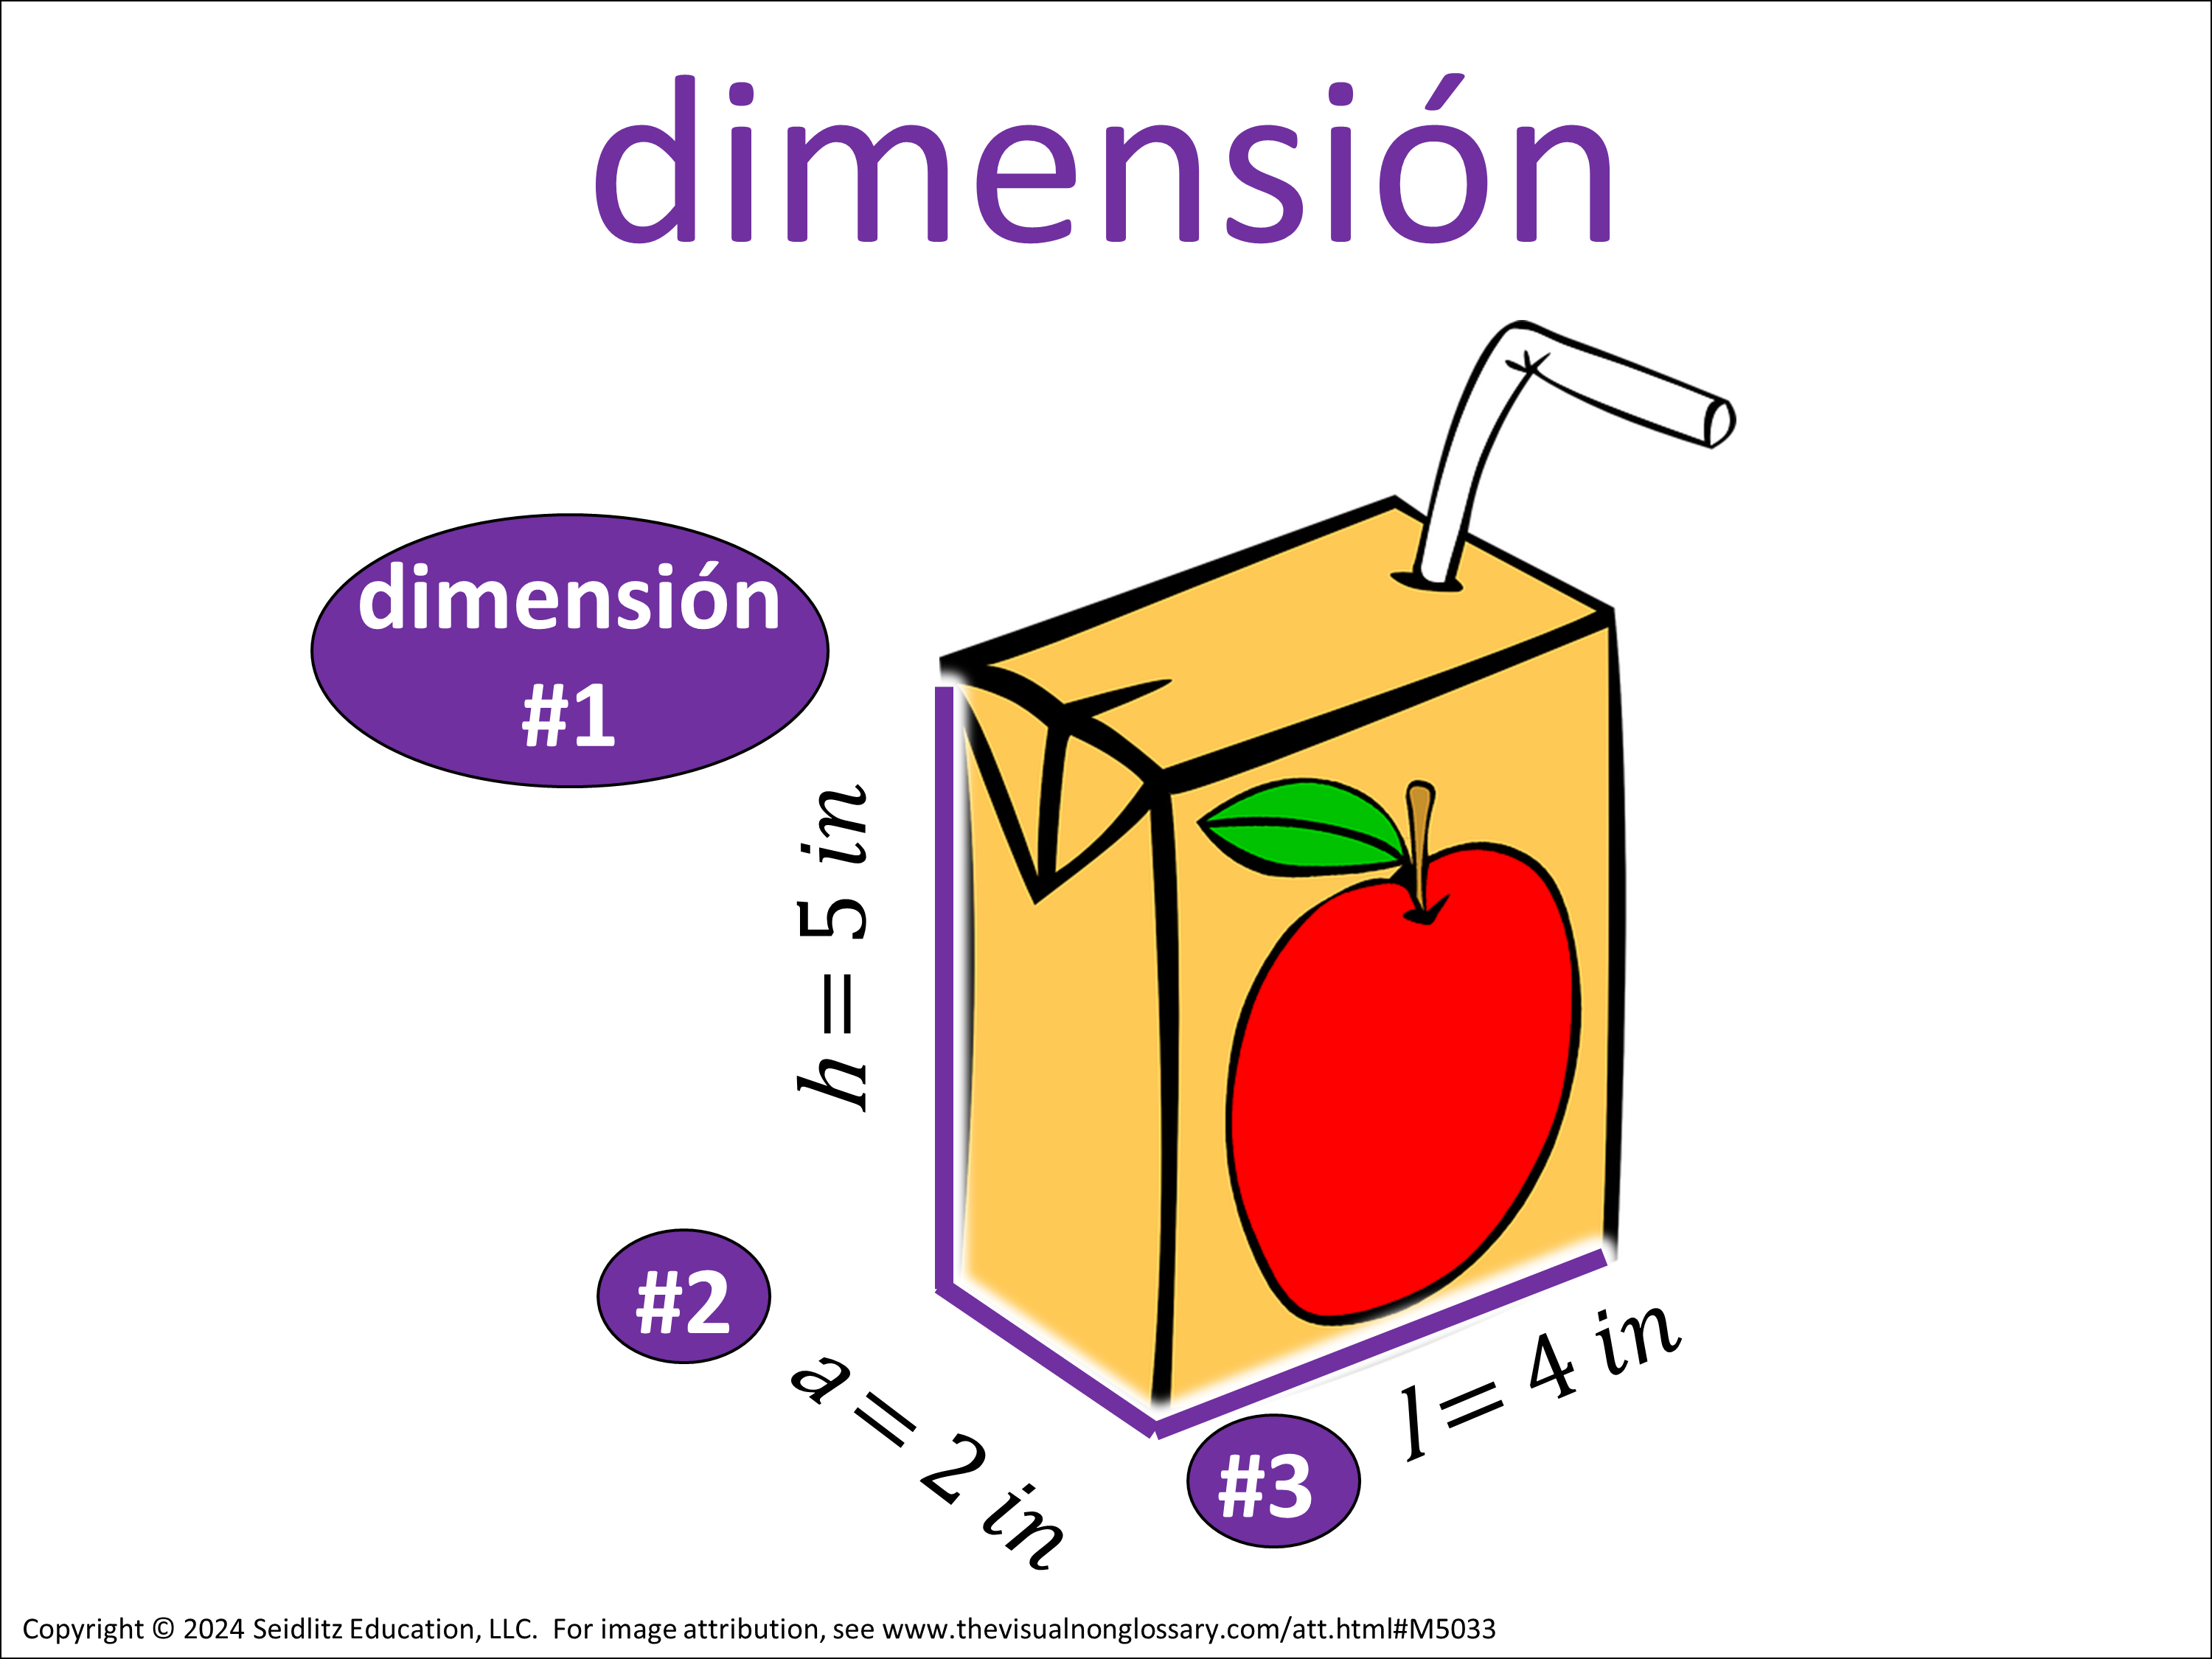 dimensión
dimensión
#1
h = 5 in
#2
a = 2 in
#3
l = 4 in
Copyright © 2024 Seidlitz Education, LLC.  For image attribution, see www.thevisualnonglossary.com/att.html#M5033